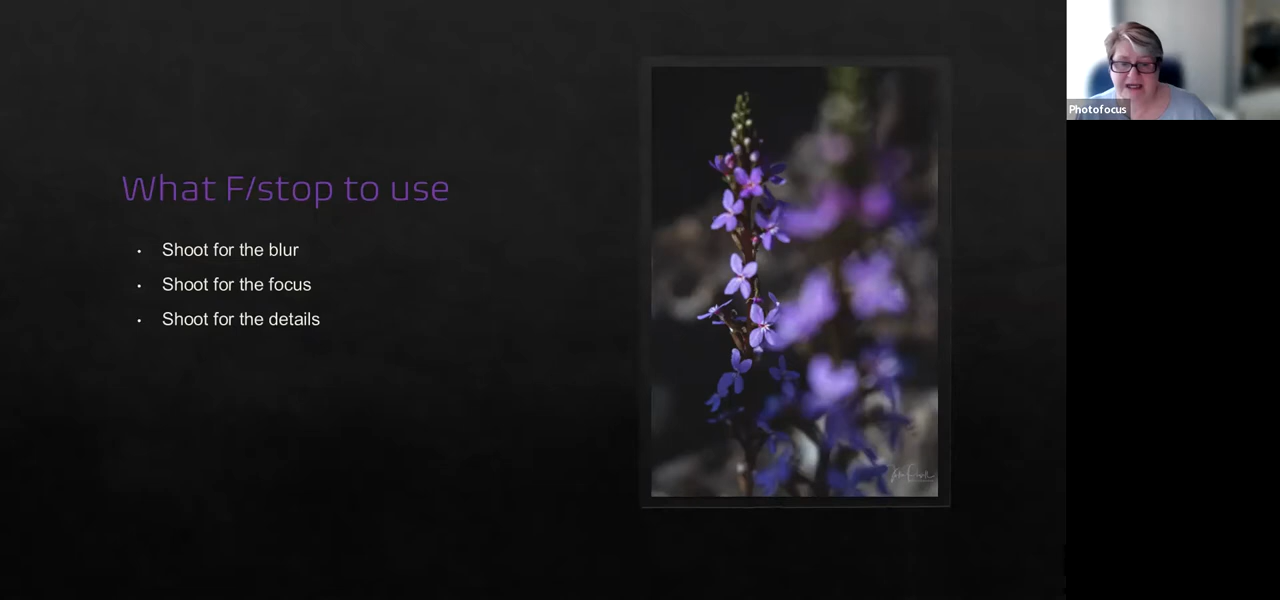 What F/stop to use
Shoot for the blur
Shoot for the focus
Shoot for the details
Photofocus